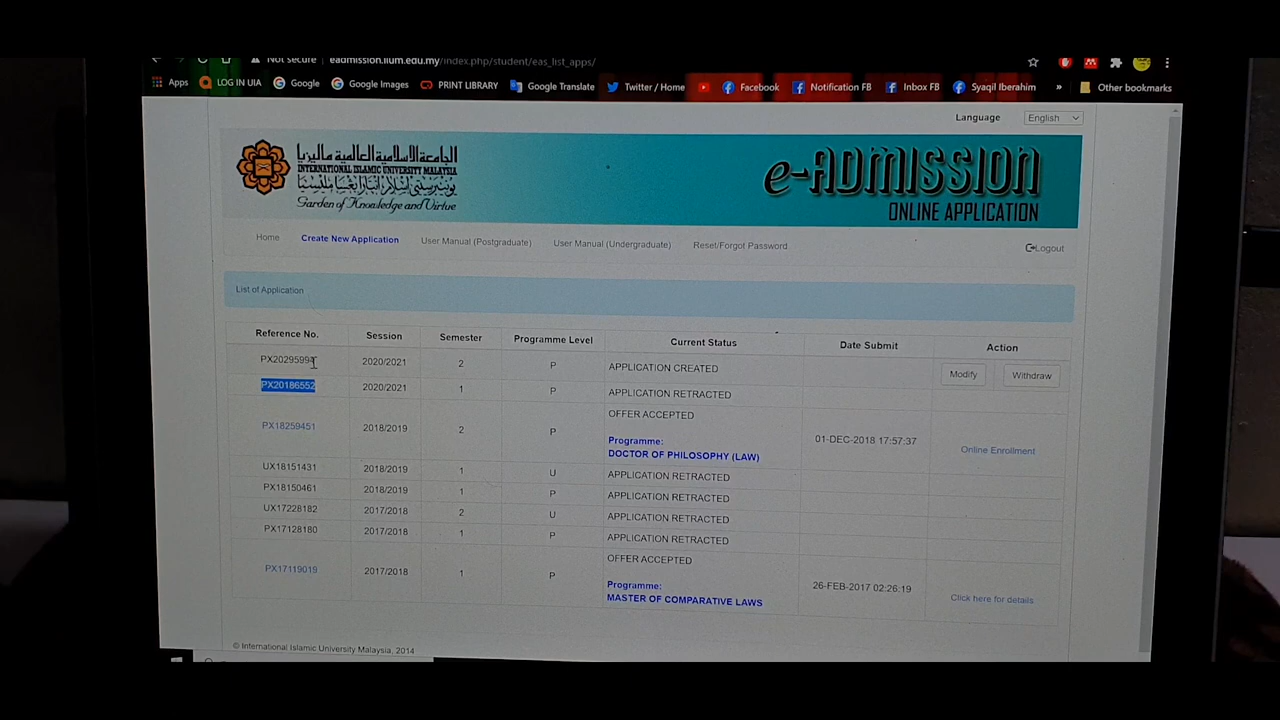 Not secure eadmission.iium.edu.my/index.php/student/eas_list_apps/
Apps LOG IN UIA Google Google Images PRINT LIBRARY Google Translate Twitter / Home Facebook Notification FB Inbox FB Syaqil Iberahim » Other bookmarks
Language English
الجامعة الإسلامية العالمية ماليزيا
INTERNATIONAL ISLAMIC UNIVERSITY MALAYSIA
يونيورسيتي اسلام انتارابغسا مليسيا
Garden of Knowledge and Virtue
e-ADMISSION
ONLINE APPLICATION
Home Create New Application User Manual (Postgraduate) User Manual (Undergraduate) Reset/Forgot Password Logout
List of Application
Reference No. Session Semester Programme Level Current Status Date Submit Action
2020/2021 2 P APPLICATION CREATED Modify Withdraw
PX20186552 2020/2021 1 P APPLICATION RETRACTED
PX18259451 2018/2019 2 P OFFER ACCEPTED 01-DEC-2018 17:57:37 Online Enrollment
Programme:
DOCTOR OF PHILOSOPHY (LAW)
UX18151431 2018/2019 1 U APPLICATION RETRACTED
PX18150461 2018/2019 1 P APPLICATION RETRACTED
UX17228182 2017/2018 2 U APPLICATION RETRACTED
PX17128180 2017/2018 1 P APPLICATION RETRACTED
PX17119019 2017/2018 1 P OFFER ACCEPTED 26-FEB-2017 02:26:19 Click here for details
Programme:
MASTER OF COMPARATIVE LAWS
© International Islamic University Malaysia, 2014